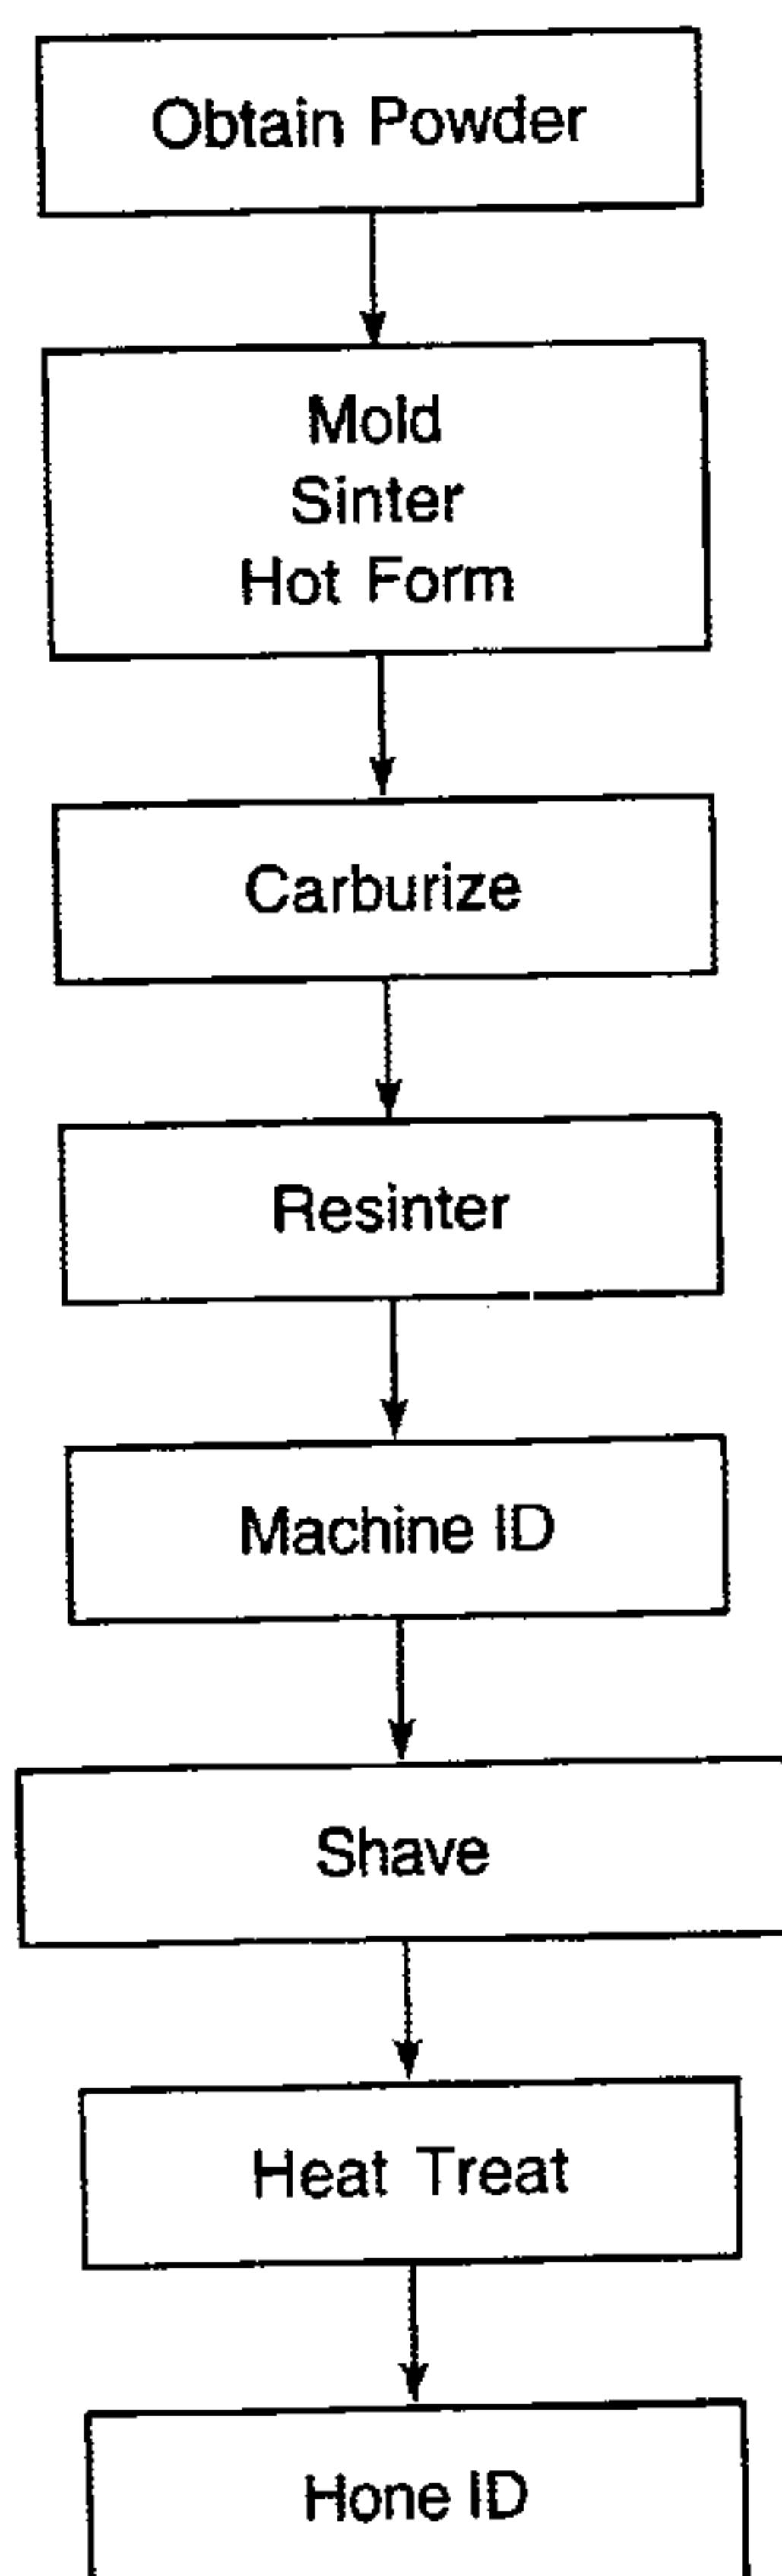 Obtain Powder
Mold
Sinter
Hot Form
Carburize
Resinter
Machine ID
Shave
Heat Treat
Hone ID